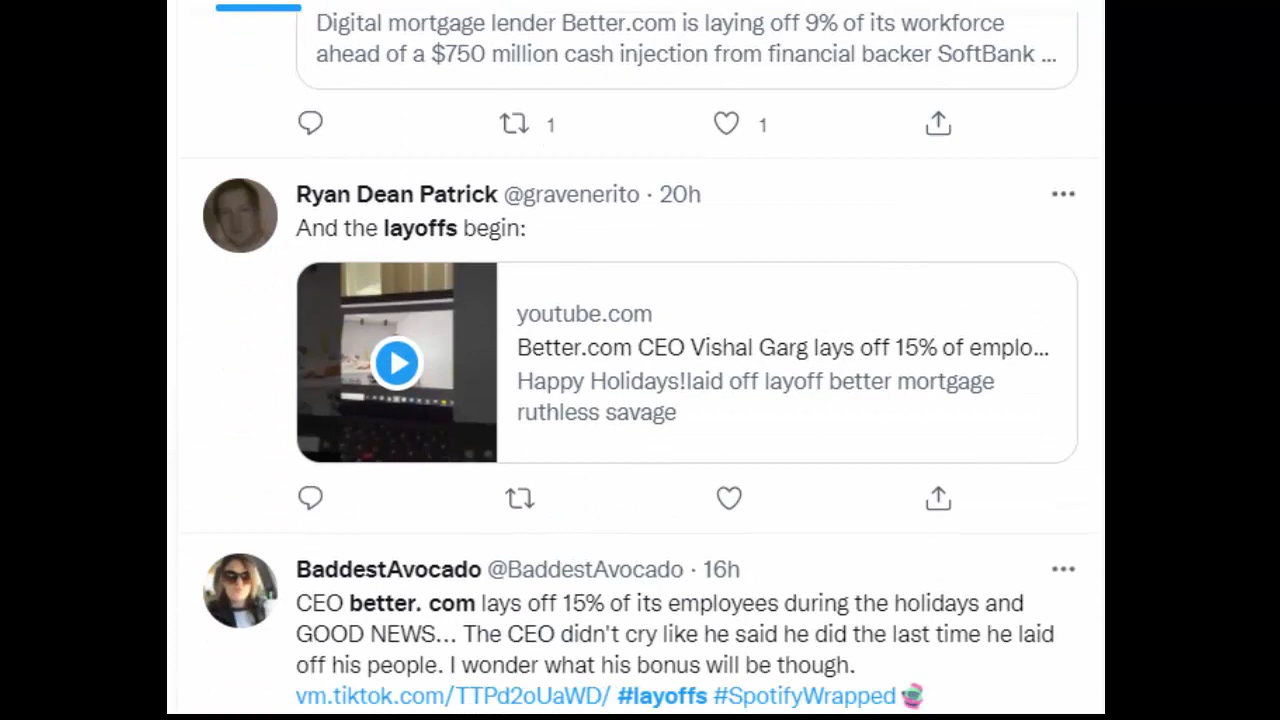 Digital mortgage lender Better.com is laying off 9% of its workforce
ahead of a $750 million cash injection from financial backer SoftBank ...
1
1
Ryan Dean Patrick @gravenerito · 20h
And the layoffs begin:
youtube.com
Better.com CEO Vishal Garg lays off 15% of emplo...
Happy Holidays!laid off layoff better mortgage
ruthless savage
BaddestAvocado @BaddestAvocado · 16h
CEO better. com lays off 15% of its employees during the holidays and
GOOD NEWS... The CEO didn't cry like he said he did the last time he laid
off his people. I wonder what his bonus will be though.
vm.tiktok.com/TTPd2oUaWD/ #layoffs #SpotifyWrapped